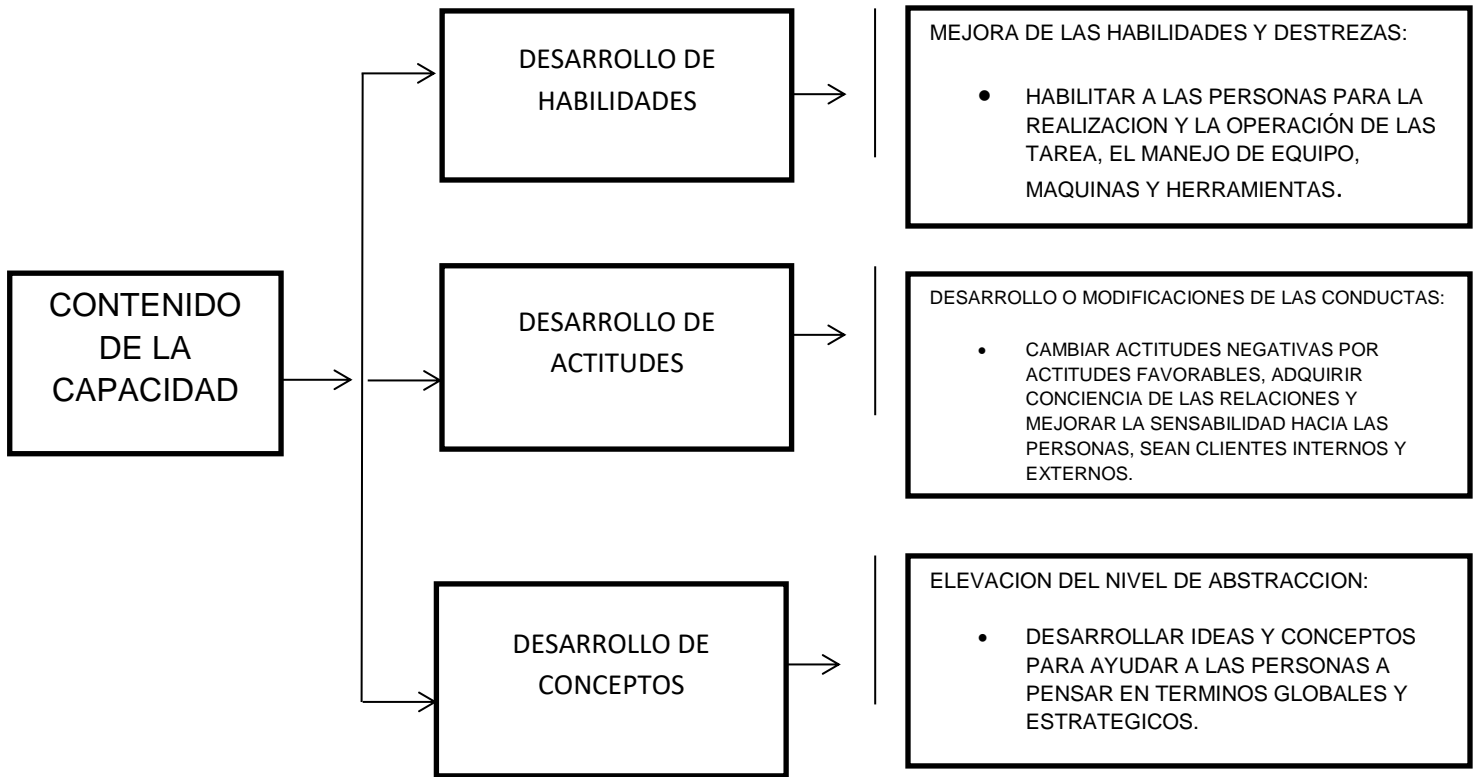 CONTENIDO
DE LA
CAPACIDAD
DESARROLLO DE
HABILIDADES
MEJORA DE LAS HABILIDADES Y DESTREZAS:
• HABILITAR A LAS PERSONAS PARA LA
REALIZACION Y LA OPERACIÓN DE LAS
TAREA, EL MANEJO DE EQUIPO,
MAQUINAS Y HERRAMIENTAS.
DESARROLLO DE
ACTITUDES
DESARROLLO O MODIFICACIONES DE LAS CONDUCTAS:
• CAMBIAR ACTITUDES NEGATIVAS POR
ACTITUDES FAVORABLES, ADQUIRIR
CONCIENCIA DE LAS RELACIONES Y
MEJORAR LA SENSABILIDAD HACIA LAS
PERSONAS, SEAN CLIENTES INTERNOS Y
EXTERNOS.
DESARROLLO DE
CONCEPTOS
ELEVACION DEL NIVEL DE ABSTRACCION:
• DESARROLLAR IDEAS Y CONCEPTOS
PARA AYUDAR A LAS PERSONAS A
PENSAR EN TERMINOS GLOBALES Y
ESTRATEGICOS.